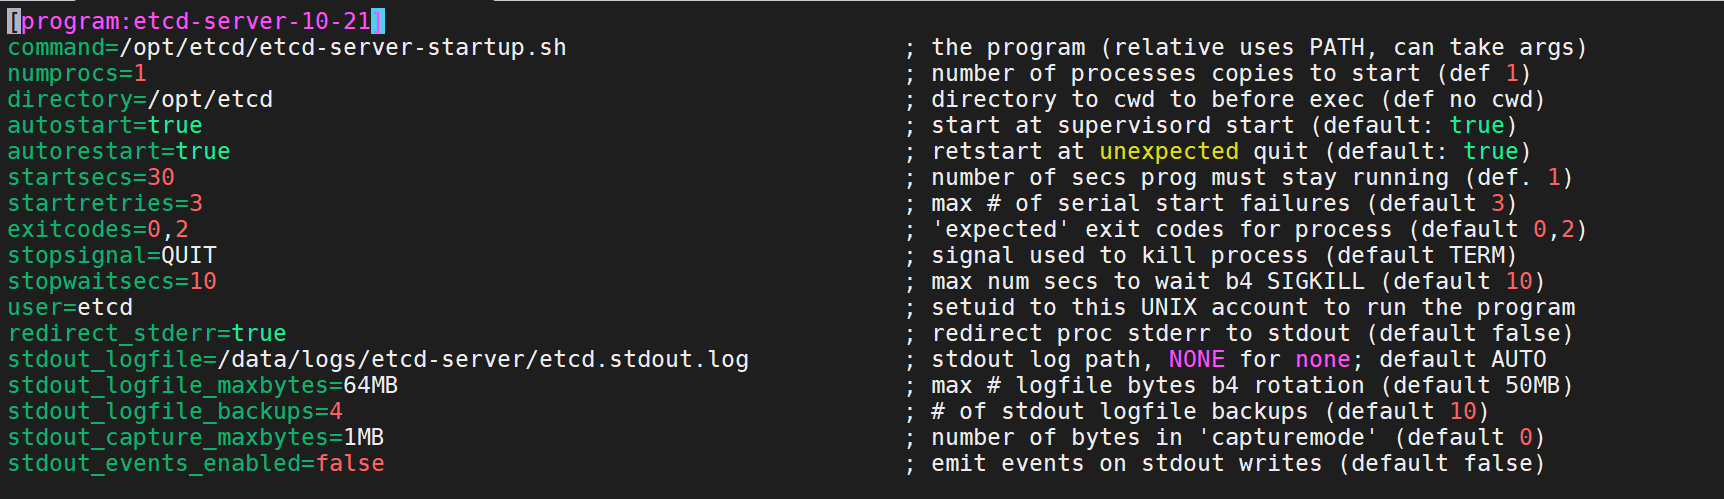 [program:etcd-server-10-21]
command=/opt/etcd/etcd-server-startup.sh ; the program (relative uses PATH, can take args)
numprocs=1 ; number of processes copies to start (def 1)
directory=/opt/etcd ; directory to cwd to before exec (def no cwd)
autostart=true ; start at supervisord start (default: true)
autorestart=true ; retstart at unexpected quit (default: true)
startsecs=30 ; number of secs prog must stay running (def. 1)
startretries=3 ; max # of serial start failures (default 3)
exitcodes=0,2 ; 'expected' exit codes for process (default 0,2)
stopsignal=QUIT ; signal used to kill process (default TERM)
stopwaitsecs=10 ; max num secs to wait b4 SIGKILL (default 10)
user=etcd ; setuid to this UNIX account to run the program
redirect_stderr=true ; redirect proc stderr to stdout (default false)
stdout_logfile=/data/logs/etcd-server/etcd.stdout.log ; stdout log path, NONE for none; default AUTO
stdout_logfile_maxbytes=64MB ; max # logfile bytes b4 rotation (default 50MB)
stdout_logfile_backups=4 ; # of stdout logfile backups (default 10)
stdout_capture_maxbytes=1MB ; number of bytes in 'capturemode' (default 0)
stdout_events_enabled=false ; emit events on stdout writes (default false)